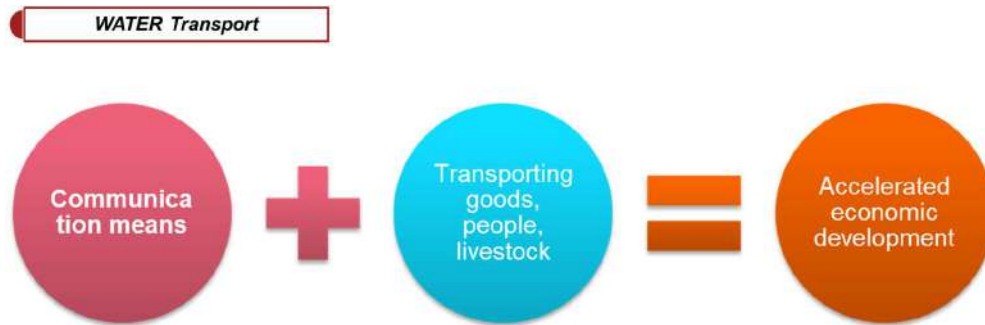 WATER Transport
Communica
tion means
Transporting
goods,
people,
livestock
Accelerated
economic
development